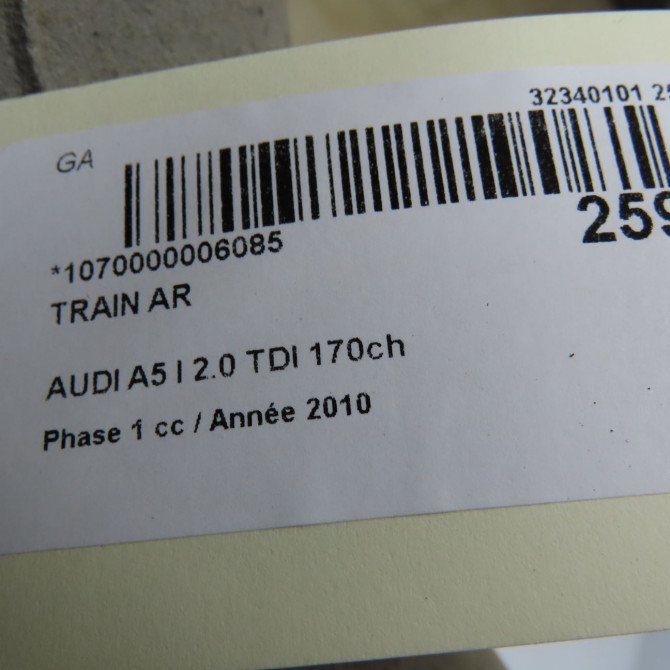 32340101 25
GA
259
*1070000006085
TRAIN AR
AUDI A5 I 2.0 TDI 170ch
Phase 1 cc / Année 2010